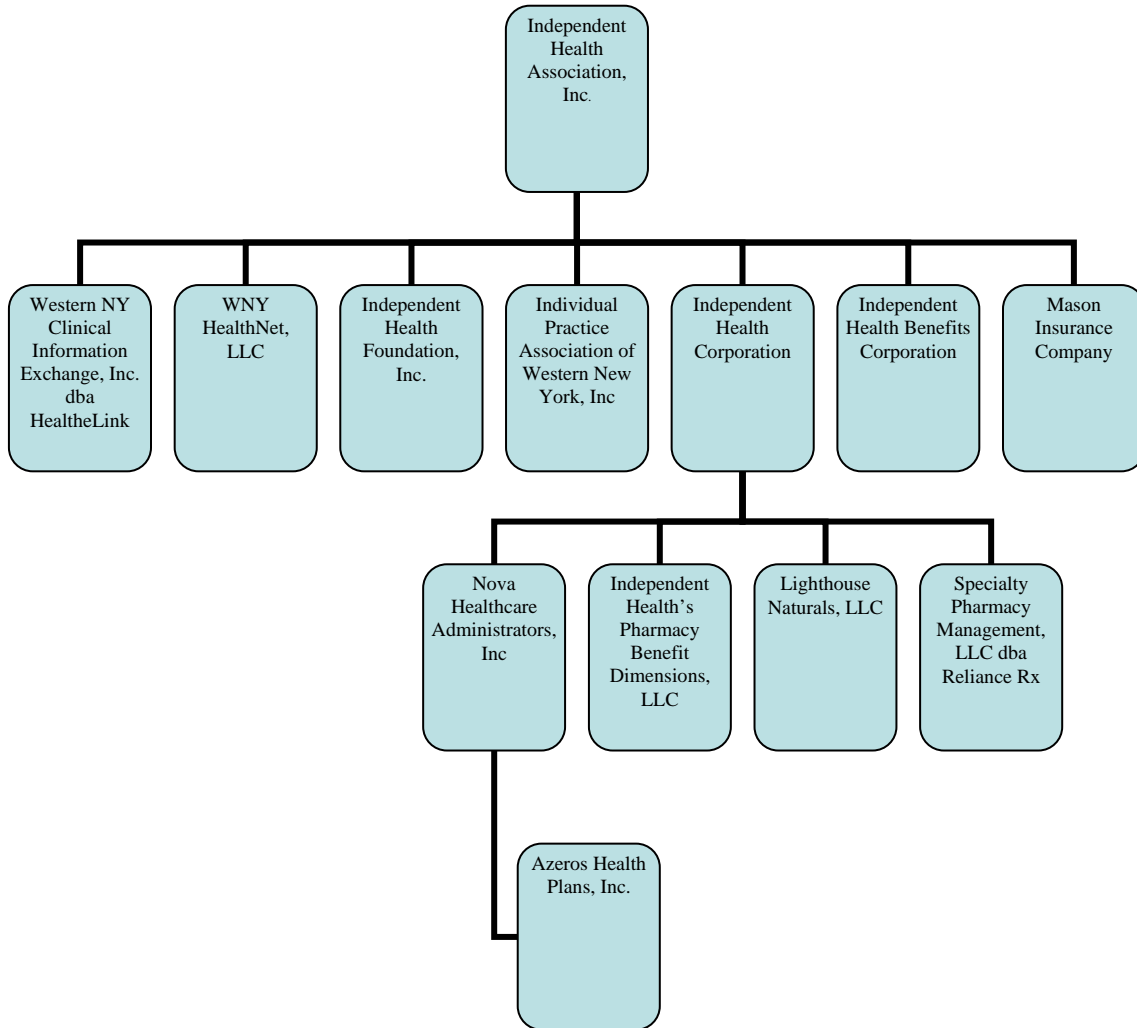 Independent
Health
Association,
Inc.
Western NY
Clinical
Information
Exchange, Inc.
dba
HealtheLink
WNY
HealthNet,
LLC
Independent
Health
Foundation,
Inc.
Individual
Practice
Association of
Western New
York, Inc
Independent
Health
Corporation
Independent
Health Benefits
Corporation
Mason
Insurance
Company
Nova
Healthcare
Administrators,
Inc
Independent
Health’s
Pharmacy
Benefit
Dimensions,
LLC
Lighthouse
Naturals, LLC
Specialty
Pharmacy
Management,
LLC dba
Reliance Rx
Azeros Health
Plans, Inc.